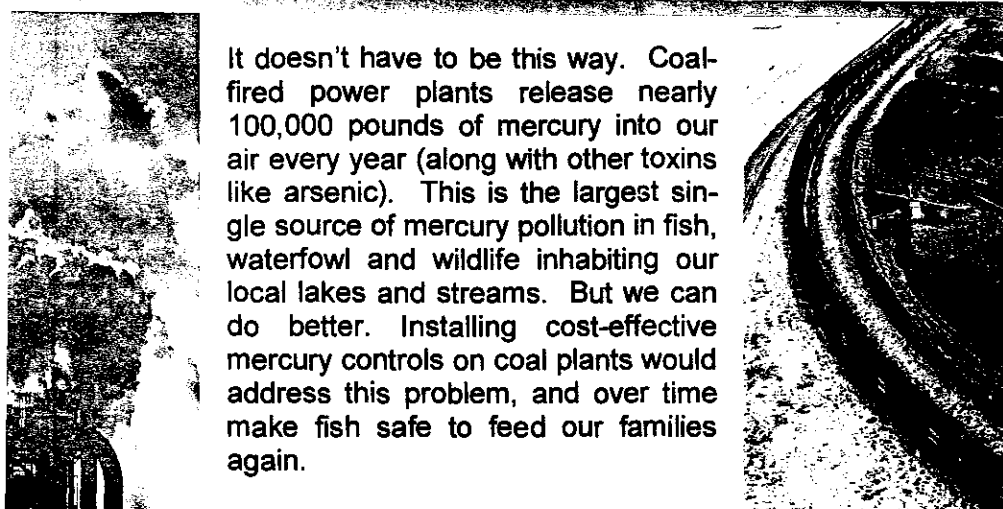 It doesn't have to be this way. Coal-
fired power plants release nearly
100,000 pounds of mercury into our
air every year (along with other toxins
like arsenic). This is the largest sin-
gle source of mercury pollution in fish,
waterfowl and wildlife inhabiting our
local lakes and streams. But we can
do better. Installing cost-effective
mercury controls on coal plants would
address this problem, and over time
make fish safe to feed our families
again.